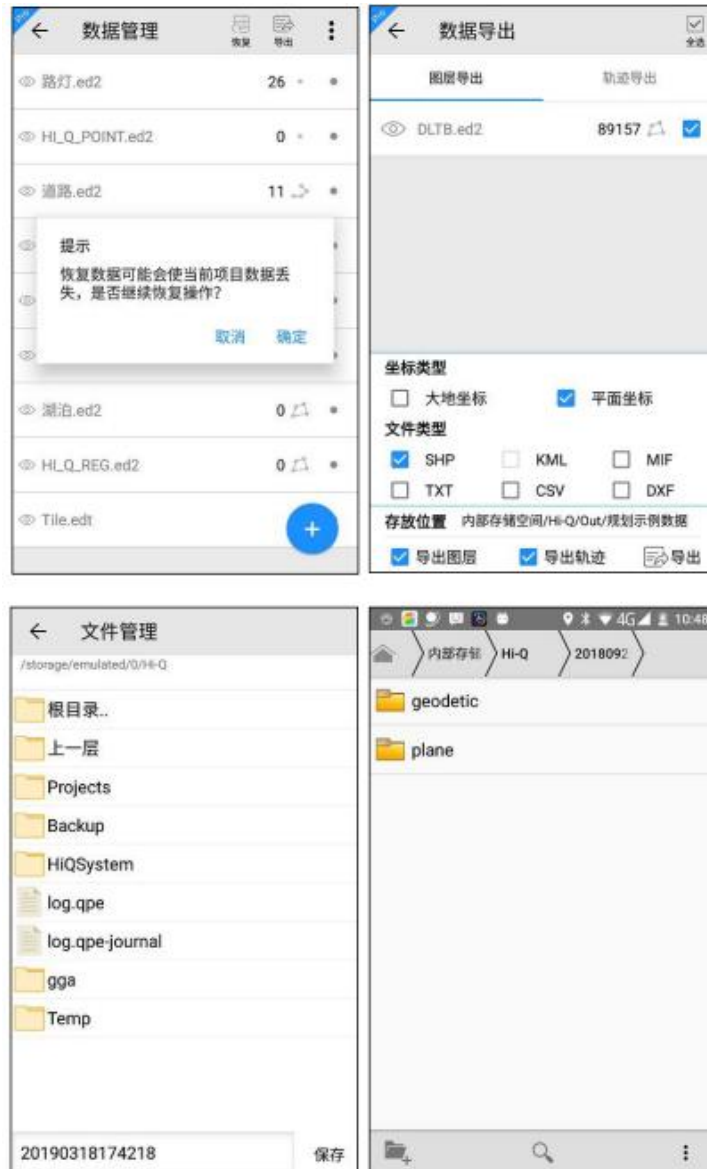 Pro
数据管理
恢复
导出
路灯.ed2 26
HI_Q_POINT.ed2 0
道路.ed2 11
提示
恢复数据可能会使当前项目数据丢
失，是否继续恢复操作？
取消 确定
湖泊.ed2 0
HI_Q_REG.ed2 0
Tile.edt
+
Pro
数据导出
全选
图层导出 轨迹导出
DLTB.ed2 89157
坐标类型
大地坐标 平面坐标
文件类型
SHP KML MIF
TXT CSV DXF
存放位置 内部存储空间/Hi-Q/Out/规划示例数据
导出图层 导出轨迹 导出
文件管理
/storage/emulated/0/Hi-Q
根目录..
上一层
Projects
Backup
HiQSystem
log.qpe
log.qpe-journal
gga
Temp
20190318174218 保存
4G 10:48
内部存储 Hi-Q 2018092
geodetic
plane